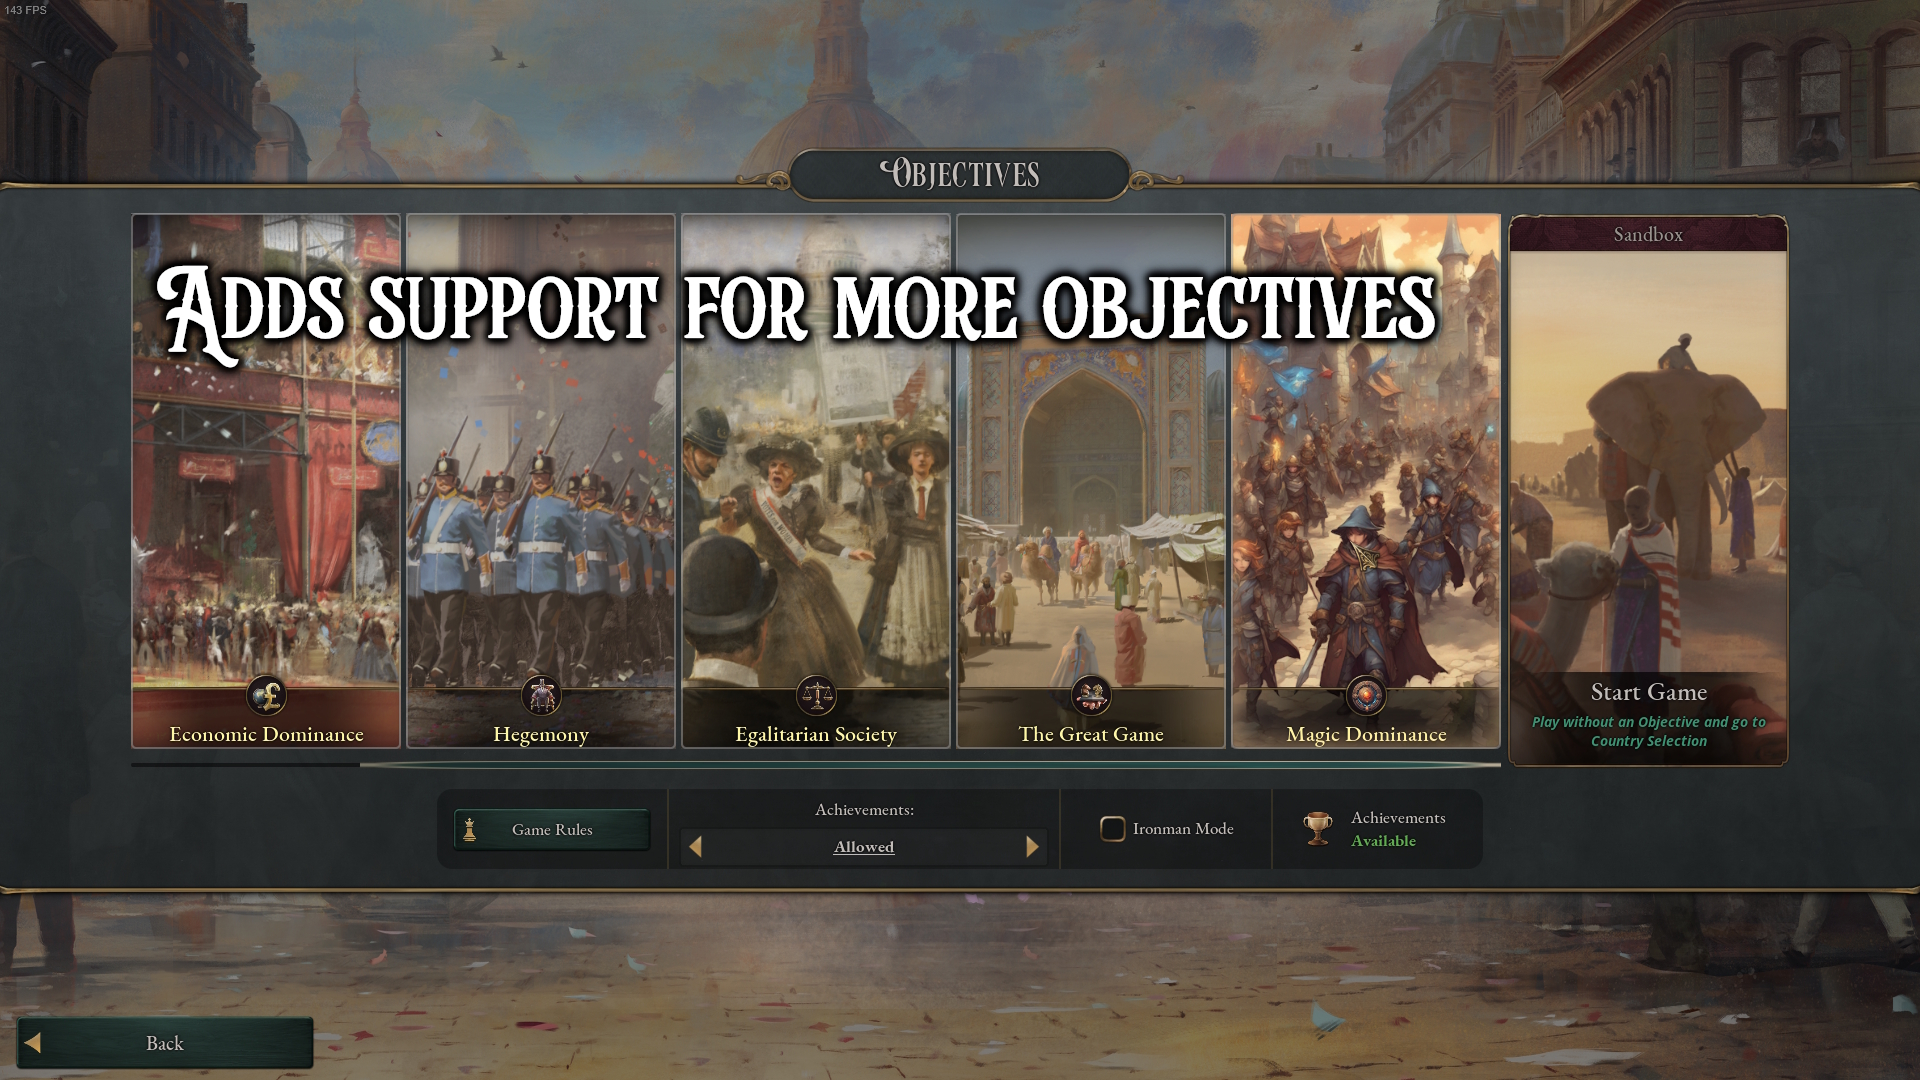 143 FPS
OBJECTIVES
Sandbox
ADDS SUPPORT FOR MORE OBJECTIVES
Economic Dominance
Hegemony
Egalitarian Society
The Great Game
Magic Dominance
Start Game
Play without an Objective and go to
Country Selection
Game Rules
Achievements:
Allowed
Ironman Mode
Achievements
Available
Back